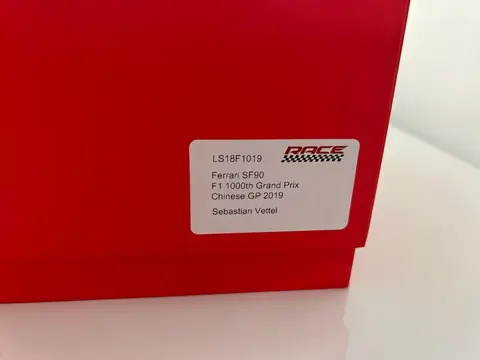 RACE
LS18F1019
Ferrari SF90
F1 1000th Grand Prix
Chinese GP 2019
Sebastian Vettel